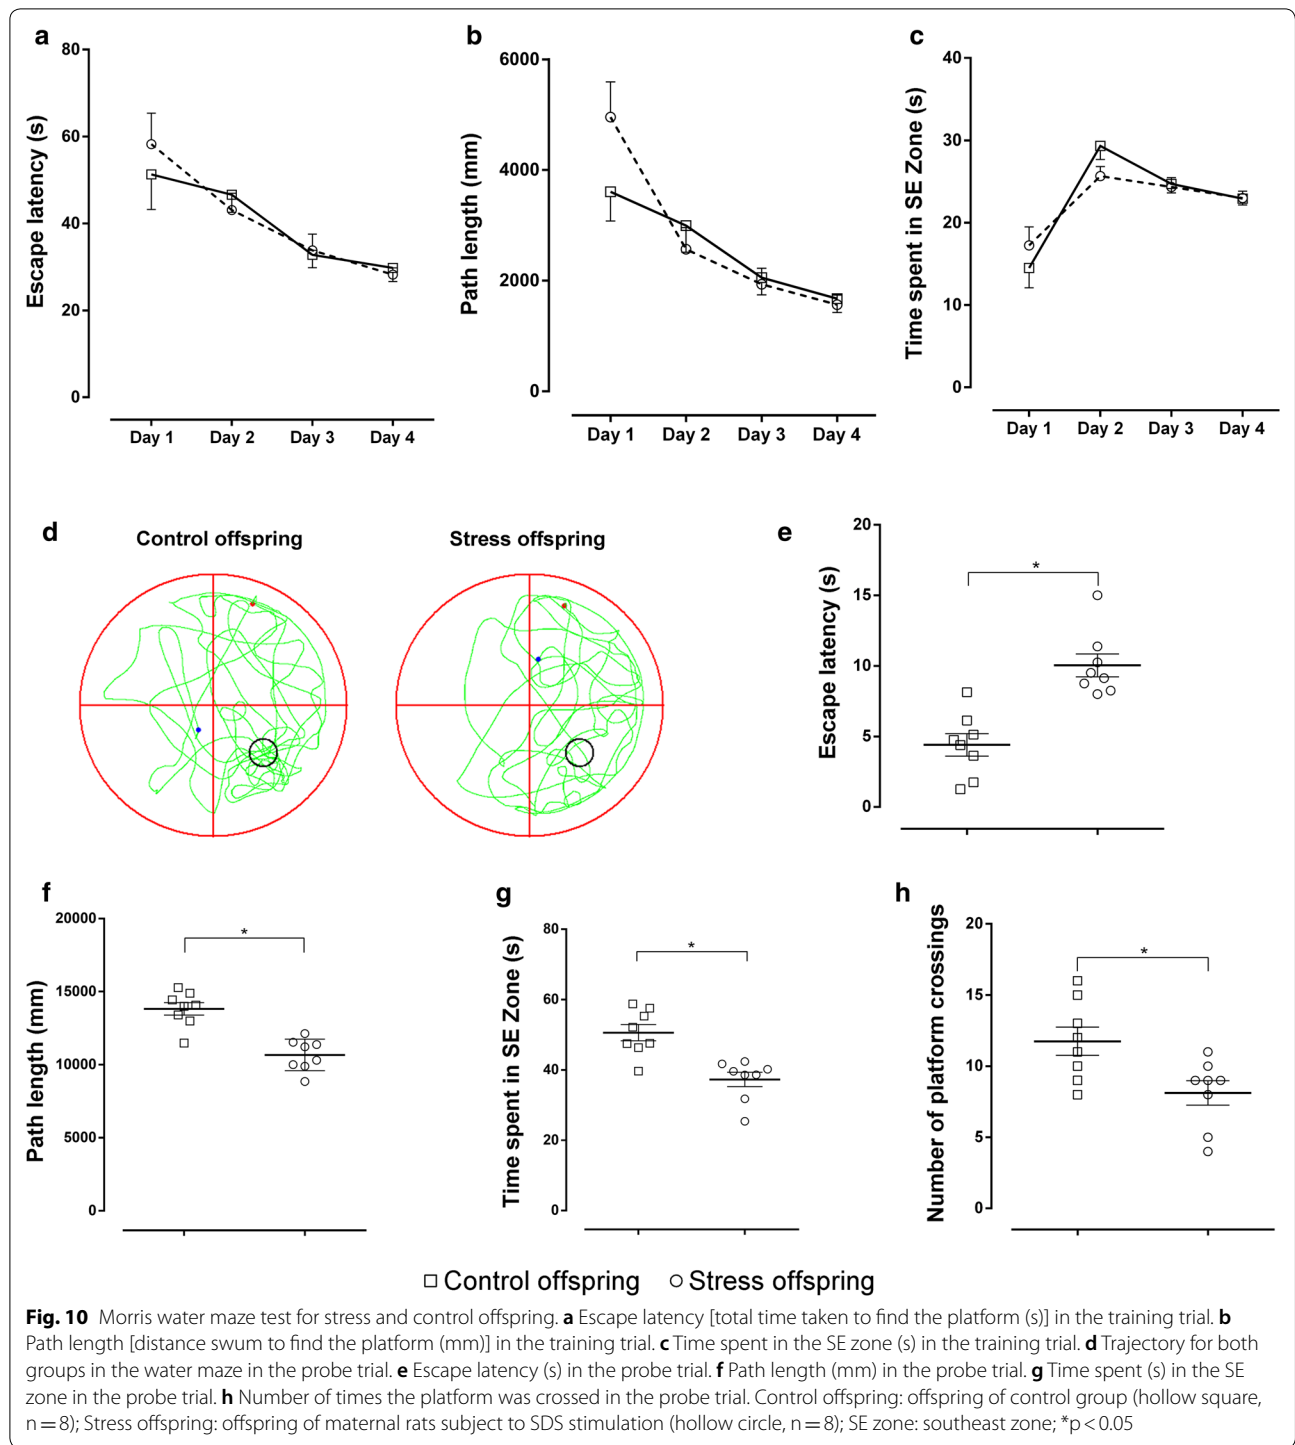 a
80
60
40
20
0
Escape latency (s)
Day 1 Day 2 Day 3 Day 4
b
6000
4000
2000
0
Path length (mm)
Day 1 Day 2 Day 3 Day 4
c
40
30
20
10
0
Time spent in SE Zone (s)
Day 1 Day 2 Day 3 Day 4
d
Control offspring
Stress offspring
e
20
15
10
5
0
Escape latency (s)
*
f
20000
15000
10000
5000
0
Path length (mm)
*
g
80
60
40
20
0
Time spent in SE Zone (s)
*
h
20
15
10
5
0
Number of platform crossings
*
Control offspring Stress offspring
Fig. 10 Morris water maze test for stress and control offspring. a Escape latency [total time taken to find the platform (s)] in the training trial. b
Path length [distance swum to find the platform (mm)] in the training trial. c Time spent in the SE zone (s) in the training trial. d Trajectory for both
groups in the water maze in the probe trial. e Escape latency (s) in the probe trial. f Path length (mm) in the probe trial. g Time spent (s) in the SE
zone in the probe trial. h Number of times the platform was crossed in the probe trial. Control offspring: offspring of control group (hollow square,
n = 8); Stress offspring: offspring of maternal rats subject to SDS stimulation (hollow circle, n = 8); SE zone: southeast zone; *p < 0.05